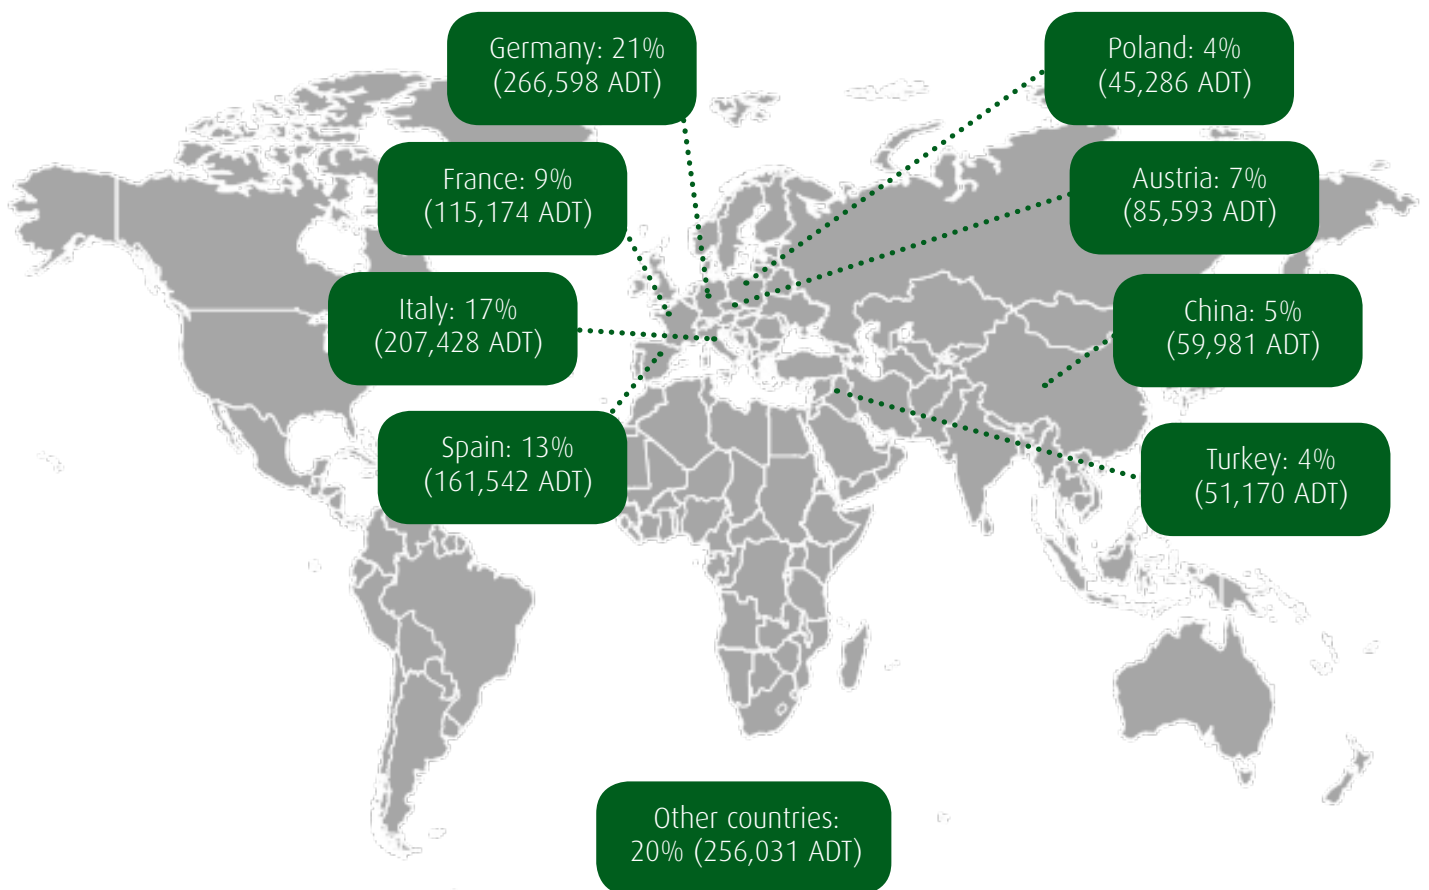 Germany: 21%
(266,598 ADT)
Poland: 4%
(45,286 ADT)
France: 9%
(115,174 ADT)
Austria: 7%
(85,593 ADT)
Italy: 17%
(207,428 ADT)
China: 5%
(59,981 ADT)
Spain: 13%
(161,542 ADT)
Turkey: 4%
(51,170 ADT)
Other countries:
20% (256,031 ADT)